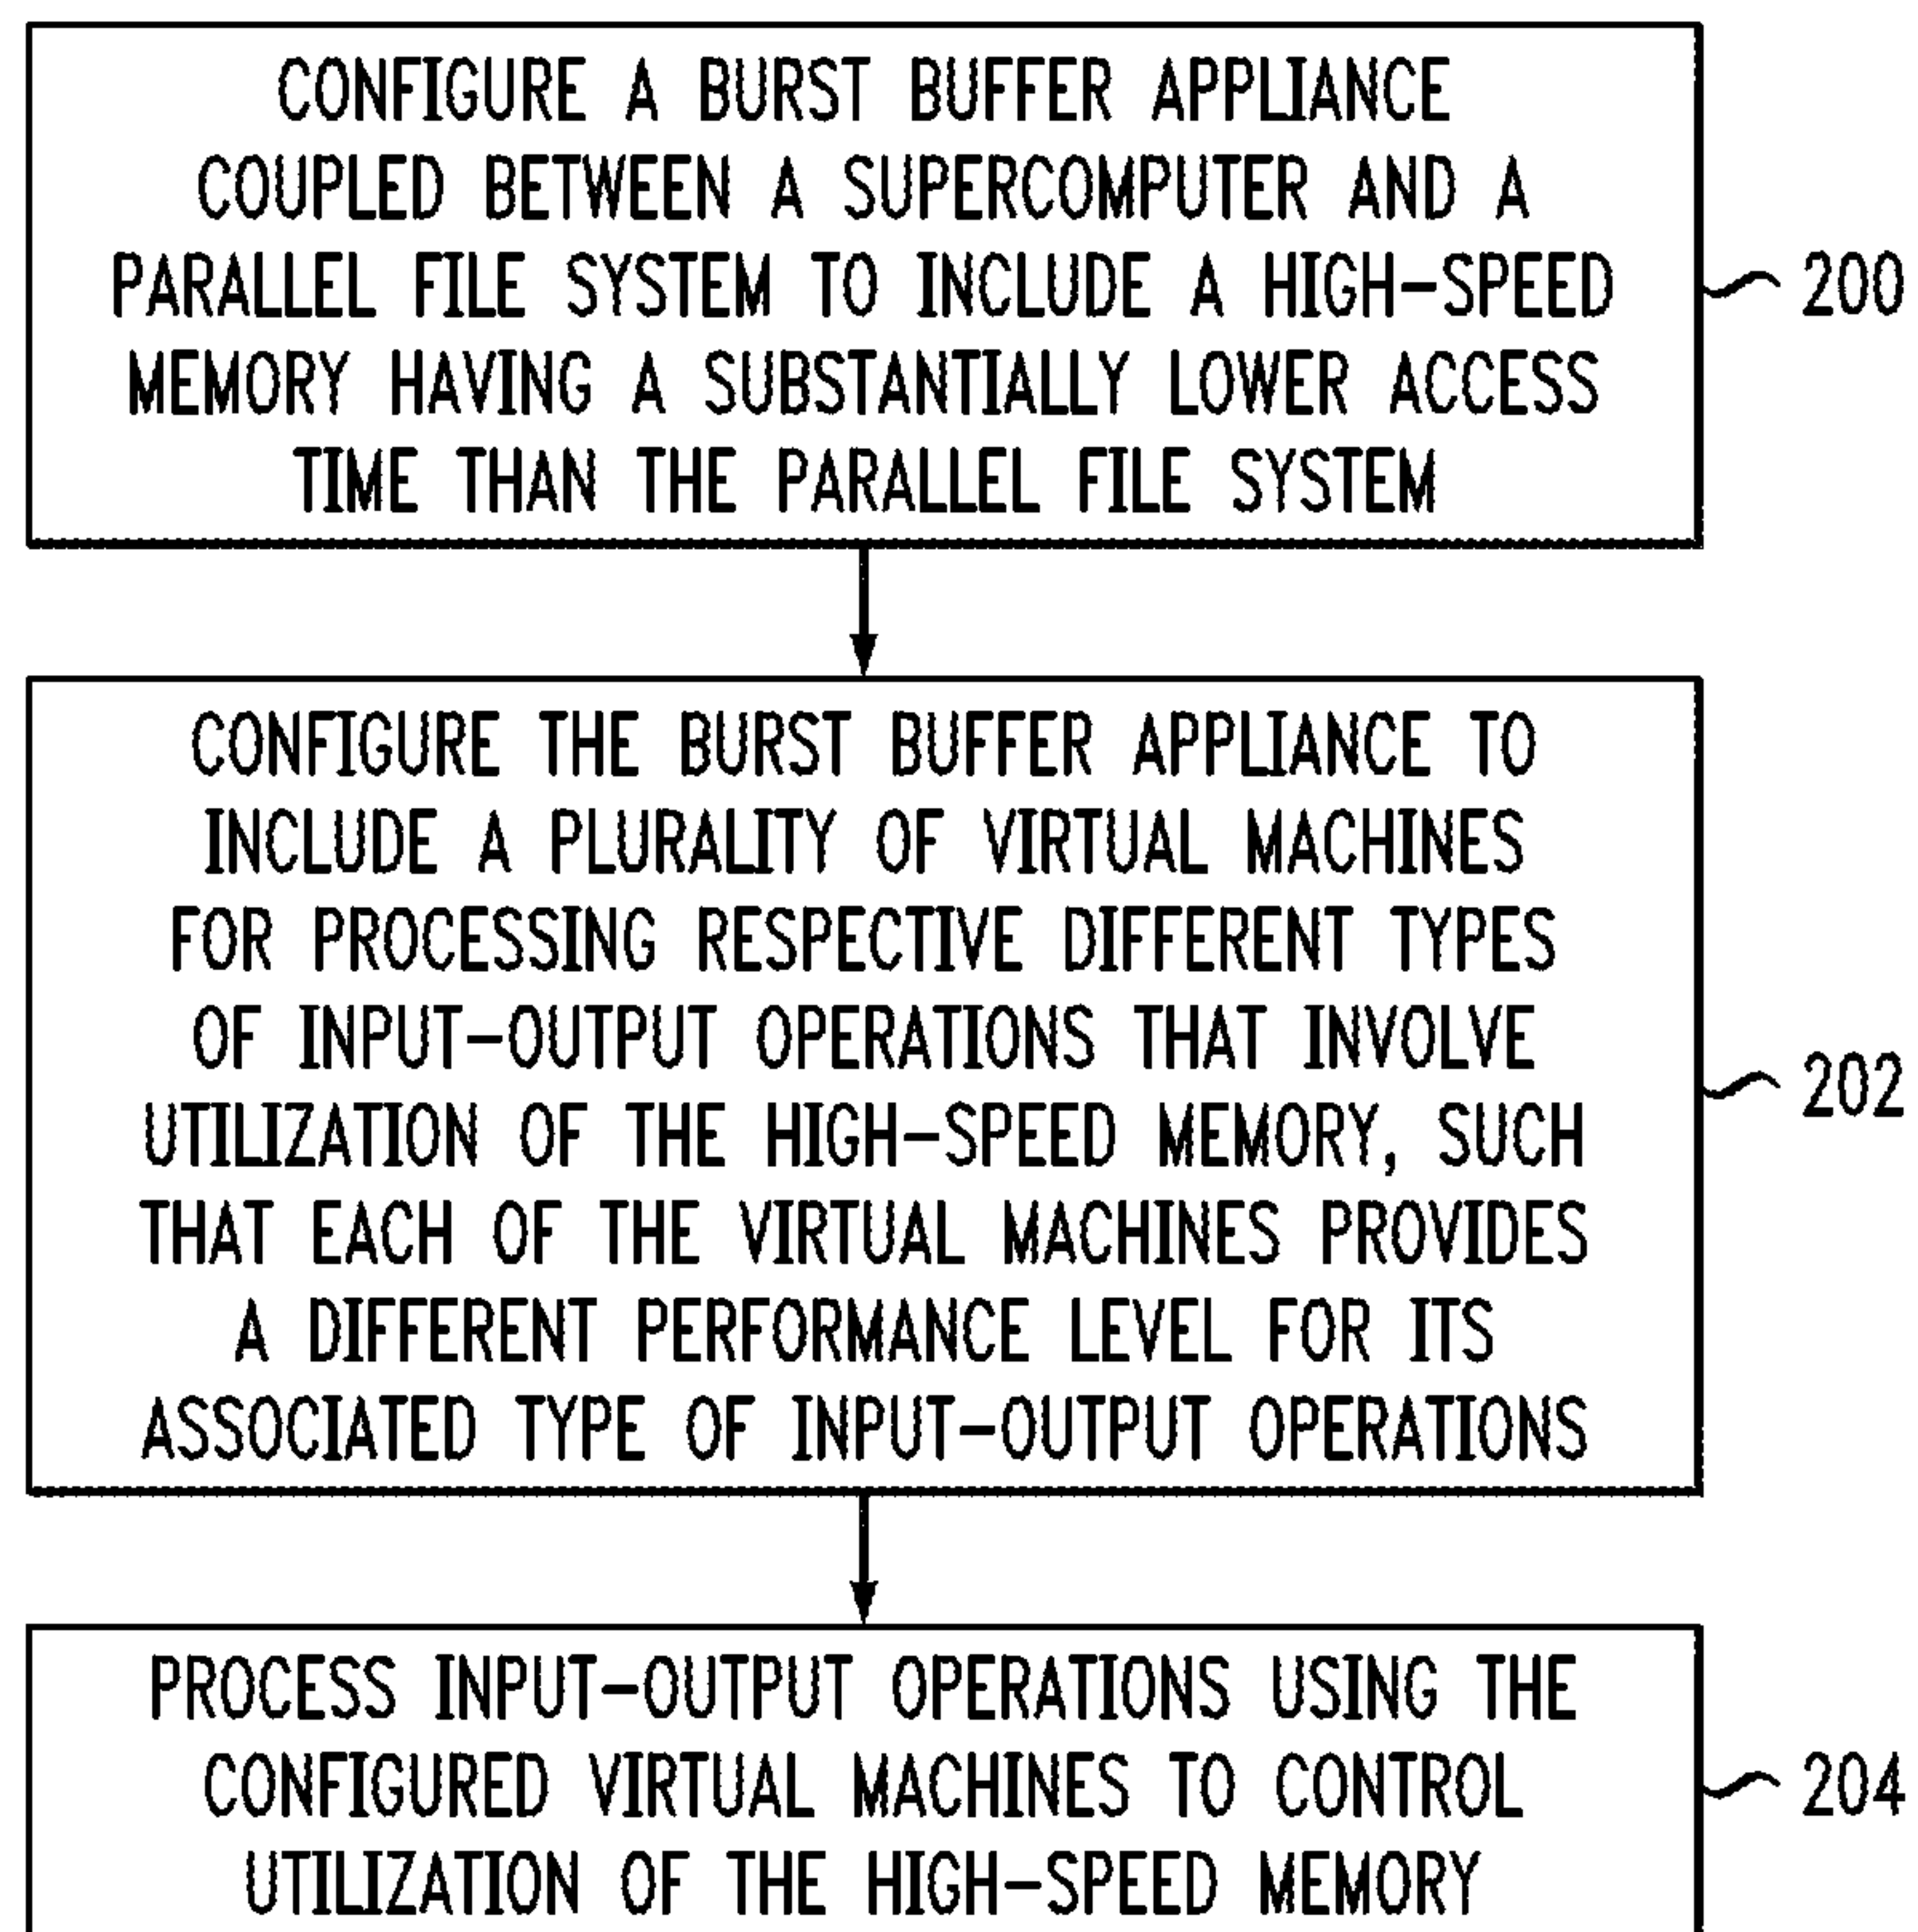 CONFIGURE A BURST BUFFER APPLIANCE
COUPLED BETWEEN A SUPERCOMPUTER AND A
PARALLEL FILE SYSTEM TO INCLUDE A HIGH-SPEED
MEMORY HAVING A SUBSTANTIALLY LOWER ACCESS
TIME THAN THE PARALLEL FILE SYSTEM
200
CONFIGURE THE BURST BUFFER APPLIANCE TO
INCLUDE A PLURALITY OF VIRTUAL MACHINES
FOR PROCESSING RESPECTIVE DIFFERENT TYPES
OF INPUT-OUTPUT OPERATIONS THAT INVOLVE
UTILIZATION OF THE HIGH-SPEED MEMORY, SUCH
THAT EACH OF THE VIRTUAL MACHINES PROVIDES
A DIFFERENT PERFORMANCE LEVEL FOR ITS
ASSOCIATED TYPE OF INPUT-OUTPUT OPERATIONS
202
PROCESS INPUT-OUTPUT OPERATIONS USING THE
CONFIGURED VIRTUAL MACHINES TO CONTROL
UTILIZATION OF THE HIGH-SPEED MEMORY
204